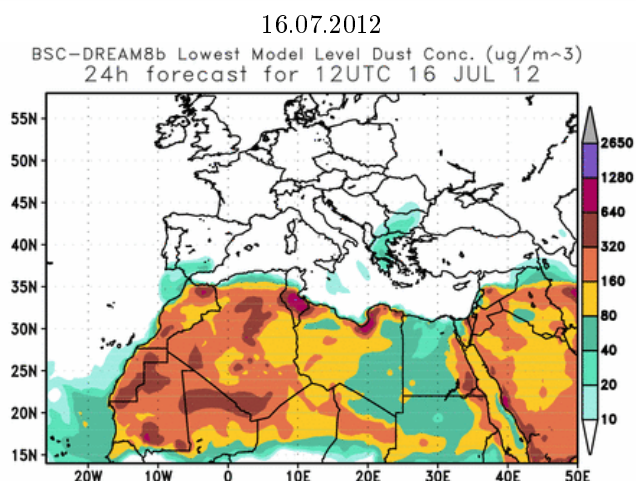 16.07.2012
BSC-DREAM8b Lowest Model Level Dust Conc. (ug/m^3)
24h forecast for 12UTC 16 JUL 12
55N
50N
45N
40N
35N
30N
25N
20N
15N
20W
10W
0
10E
20E
30E
40E
50E
2650
1280
640
320
160
80
40
20
10